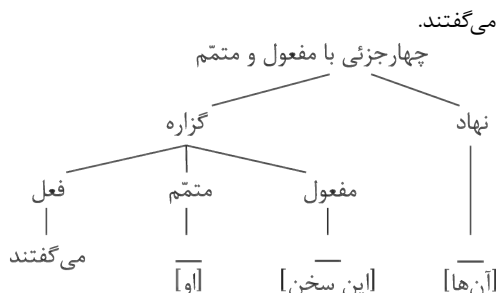 می‌گفتند.
چهارجزئی با مفعول و متمّم
نهاد گزاره
مفعول متمّم فعل
[آن‌ها] [این سخن] [او] می‌گفتند